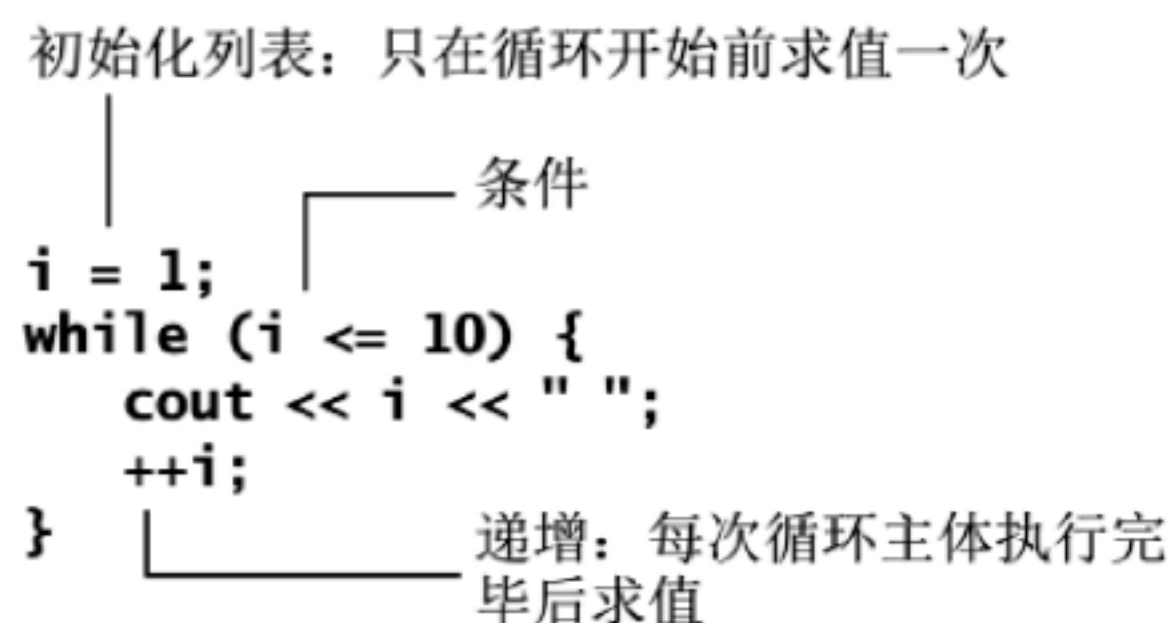 初始化列表：只在循环开始前求值一次
条件
i = 1;
while (i <= 10) {
cout << i << " ";
++i;
}
递增：每次循环主体执行完
毕后求值